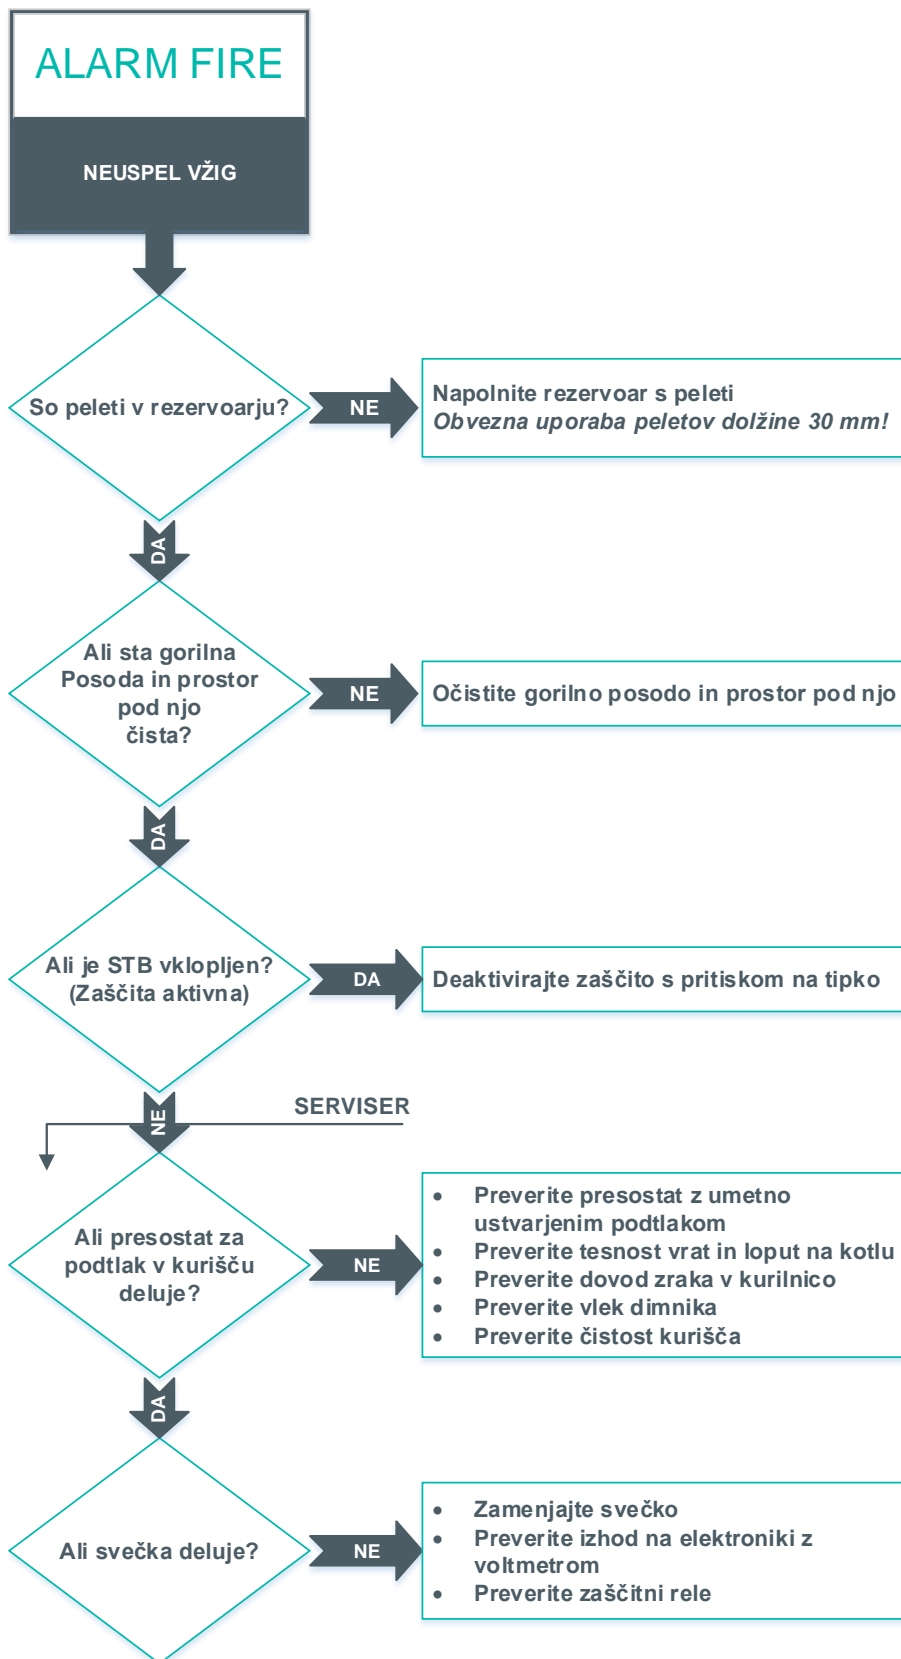 ALARM FIRE
NEUSPEL VŽIG
So peleti v rezervoarju?
NE
Napolnite rezervoar s peleti
Obvezna uporaba peletov dolžine 30 mm!
DA
Ali sta gorilna
Posoda in prostor
pod njo
čista?
NE
Očistite gorilno posodo in prostor pod njo
DA
Ali je STB vklopljen?
(Zaščita aktivna)
DA
Deaktivirajte zaščito s pritiskom na tipko
NE
SERVISER
Ali presostat za
podtlak v kurišču
deluje?
NE
• Preverite presostat z umetno
ustvarjenim podtlakom
• Preverite tesnost vrat in loput na kotlu
• Preverite dovod zraka v kurilnico
• Preverite vlek dimnika
• Preverite čistost kurišča
DA
Ali svečka deluje?
NE
• Zamenjajte svečko
• Preverite izhod na elektroniki z
voltmetrom
• Preverite zaščitni rele